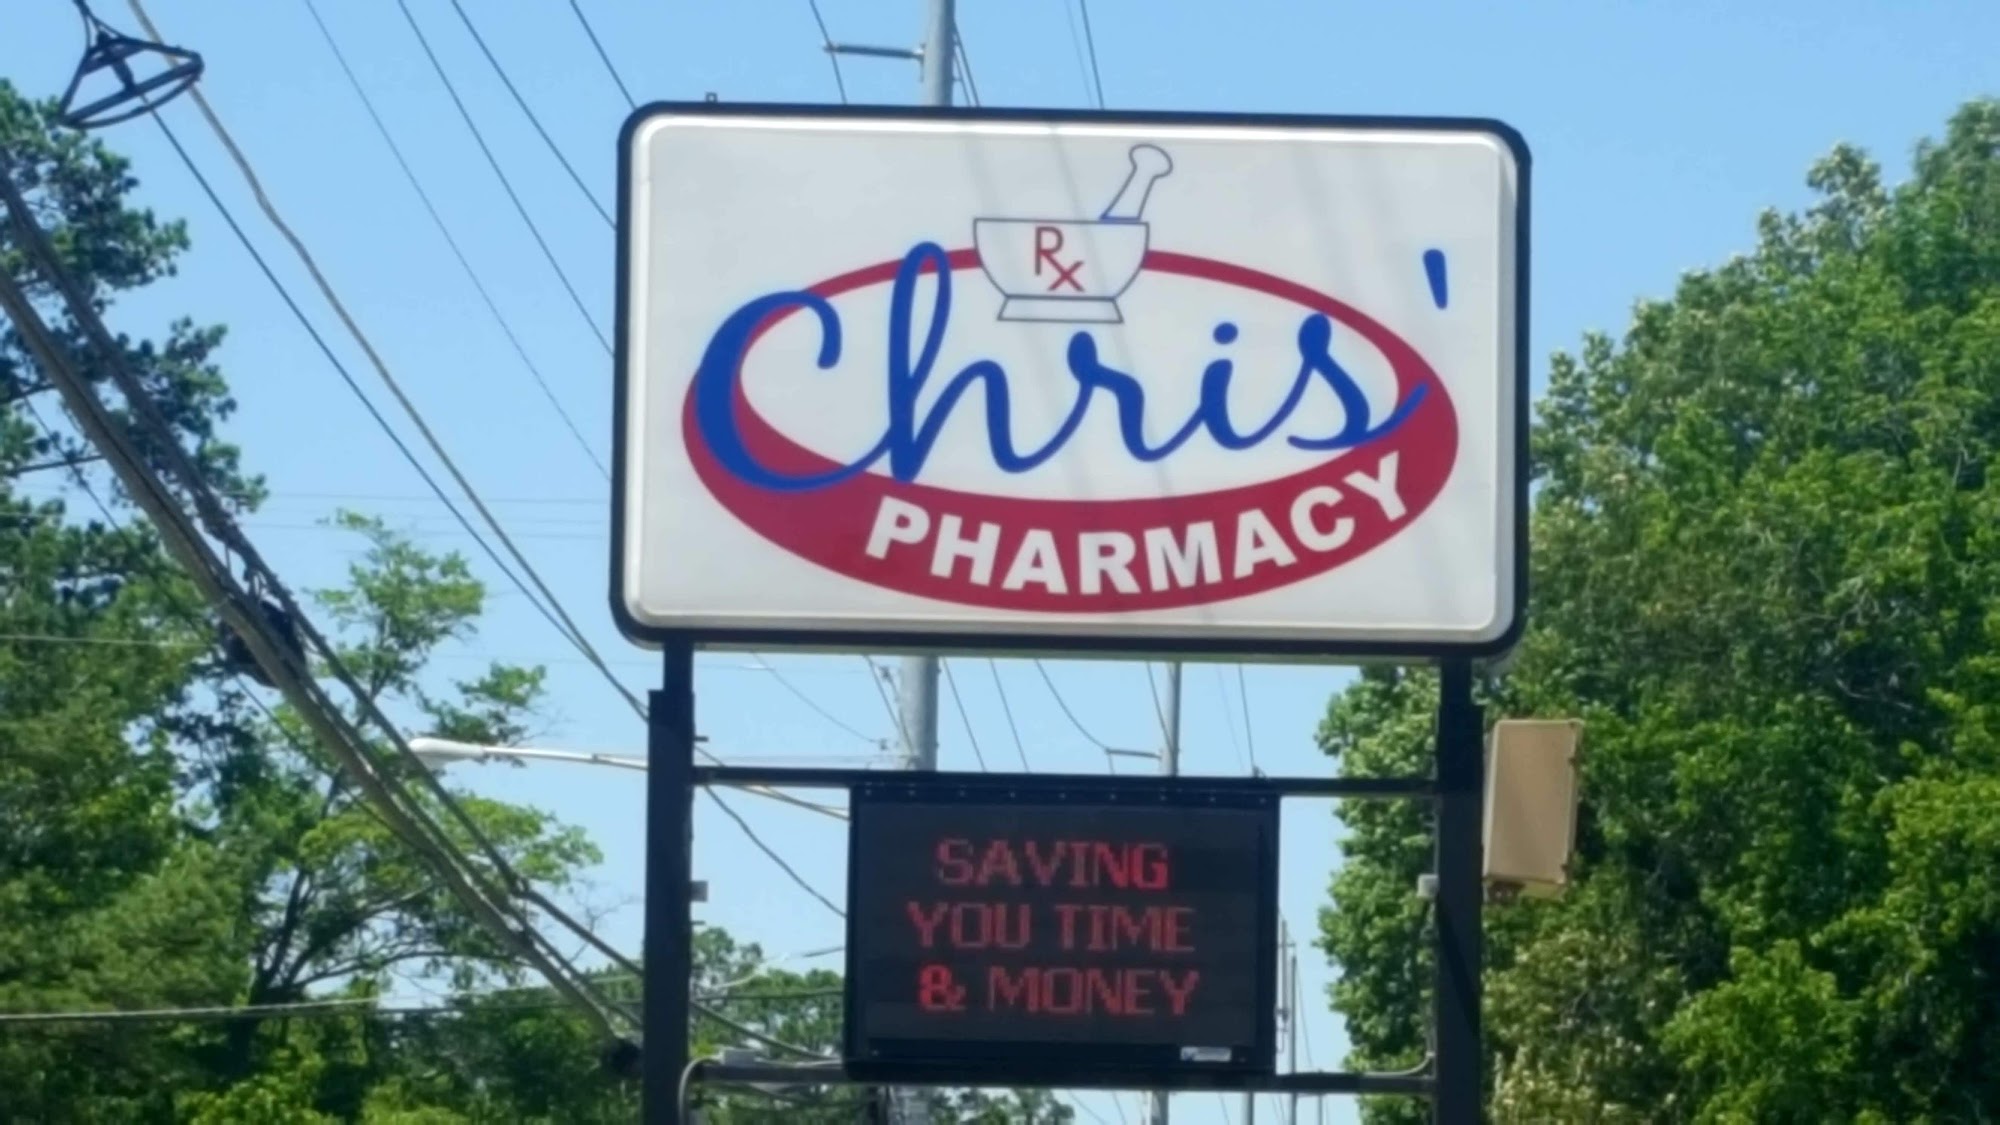 Rx
Chris'
PHARMACY
SAVING
YOU TIME
& MONEY